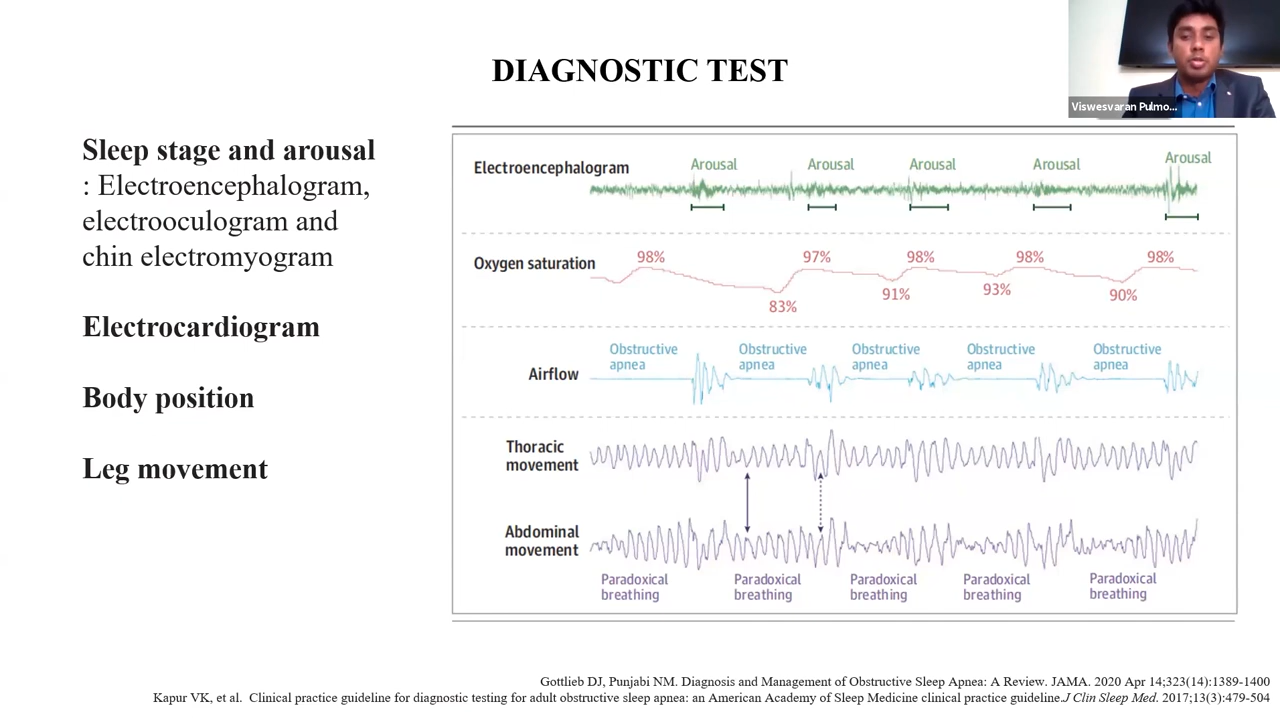 DIAGNOSTIC TEST
Viswesvaran Pulmo...
Sleep stage and arousal
: Electroencephalogram,
electrooculogram and
chin electromyogram
Electrocardiogram
Body position
Leg movement
Electroencephalogram
Arousal
Arousal
Arousal
Arousal
Arousal
Oxygen saturation
98%
97%
98%
98%
98%
83%
91%
93%
90%
Airflow
Obstructive
apnea
Obstructive
apnea
Obstructive
apnea
Obstructive
apnea
Obstructive
apnea
Thoracic
movement
Abdominal
movement
Paradoxical
breathing
Paradoxical
breathing
Paradoxical
breathing
Paradoxical
breathing
Paradoxical
breathing
Gottlieb DJ, Punjabi NM. Diagnosis and Management of Obstructive Sleep Apnea: A Review. JAMA. 2020 Apr 14;323(14):1389-1400
Kapur VK, et al. Clinical practice guideline for diagnostic testing for adult obstructive sleep apnea: an American Academy of Sleep Medicine clinical practice guideline.J Clin Sleep Med. 2017;13(3):479-504